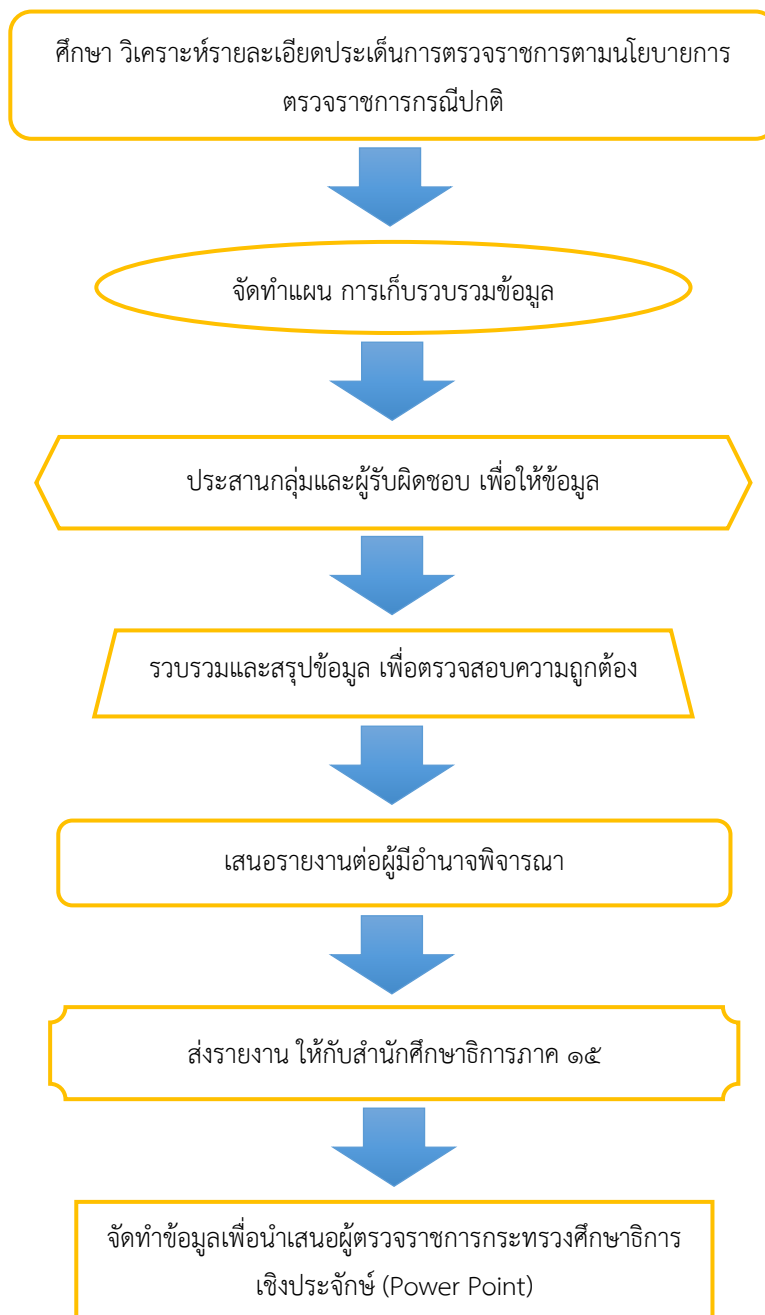 ศึกษา วิเคราะห์รายละเอียดประเด็นการตรวจราชการตามนโยบายการ
ตรวจราชการกรณีปกติ
จัดทำแผน การเก็บรวบรวมข้อมูล
ประสานกลุ่มและผู้รับผิดชอบ เพื่อให้ข้อมูล
รวบรวมและสรุปข้อมูล เพื่อตรวจสอบความถูกต้อง
เสนอรายงานต่อผู้มีอำนาจพิจารณา
ส่งรายงาน ให้กับสำนักศึกษาธิการภาค ๑๕
จัดทำข้อมูลเพื่อนำเสนอผู้ตรวจราชการกระทรวงศึกษาธิการ
เชิงประจักษ์ (Power Point)